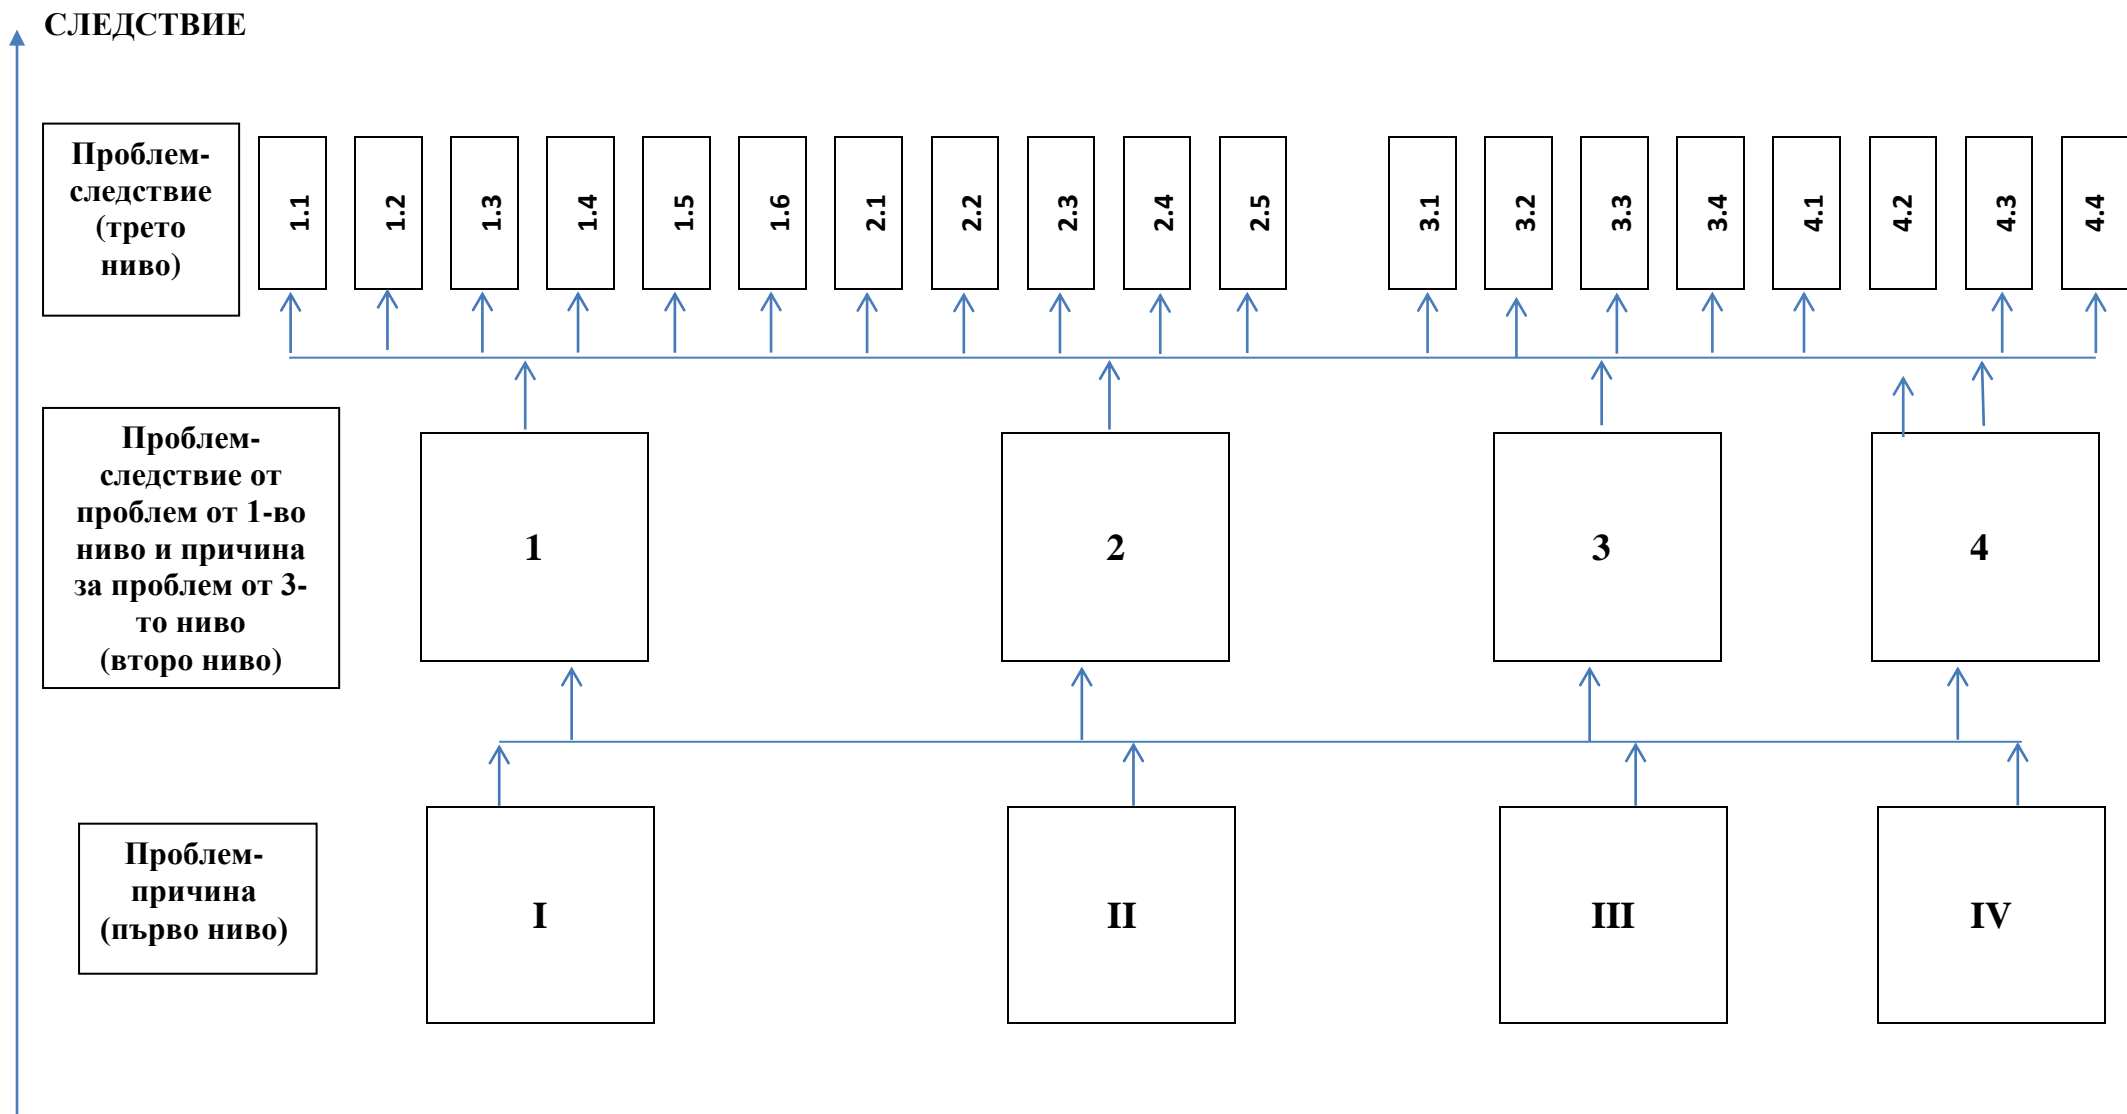 СЛЕДСТВИЕ
Проблем-
следствие
(трето
ниво)
1.1
1.2
1.3
1.4
1.5
1.6
2.1
2.2
2.3
2.4
2.5
3.1
3.2
3.3
3.4
4.1
4.2
4.3
4.4
Проблем-
следствие от
проблем от 1-во
ниво и причина
за проблем от 3-
то ниво
(второ ниво)
1
2
3
4
Проблем-
причина
(първо ниво)
I
II
III
IV